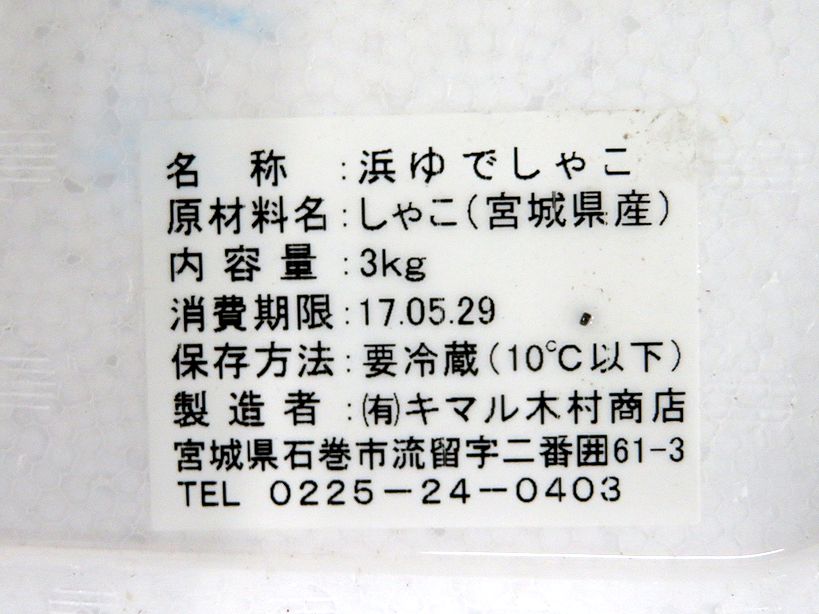 名称:浜ゆでしゃこ
原材料名:しゃこ(宮城県産)
内容量:3kg
消費期限:17.05.29
保存方法:要冷蔵(10℃以下)
製造者:㈲キマル木村商店
宮城県石巻市流留字二番囲61-3
TEL 0225-24-0403